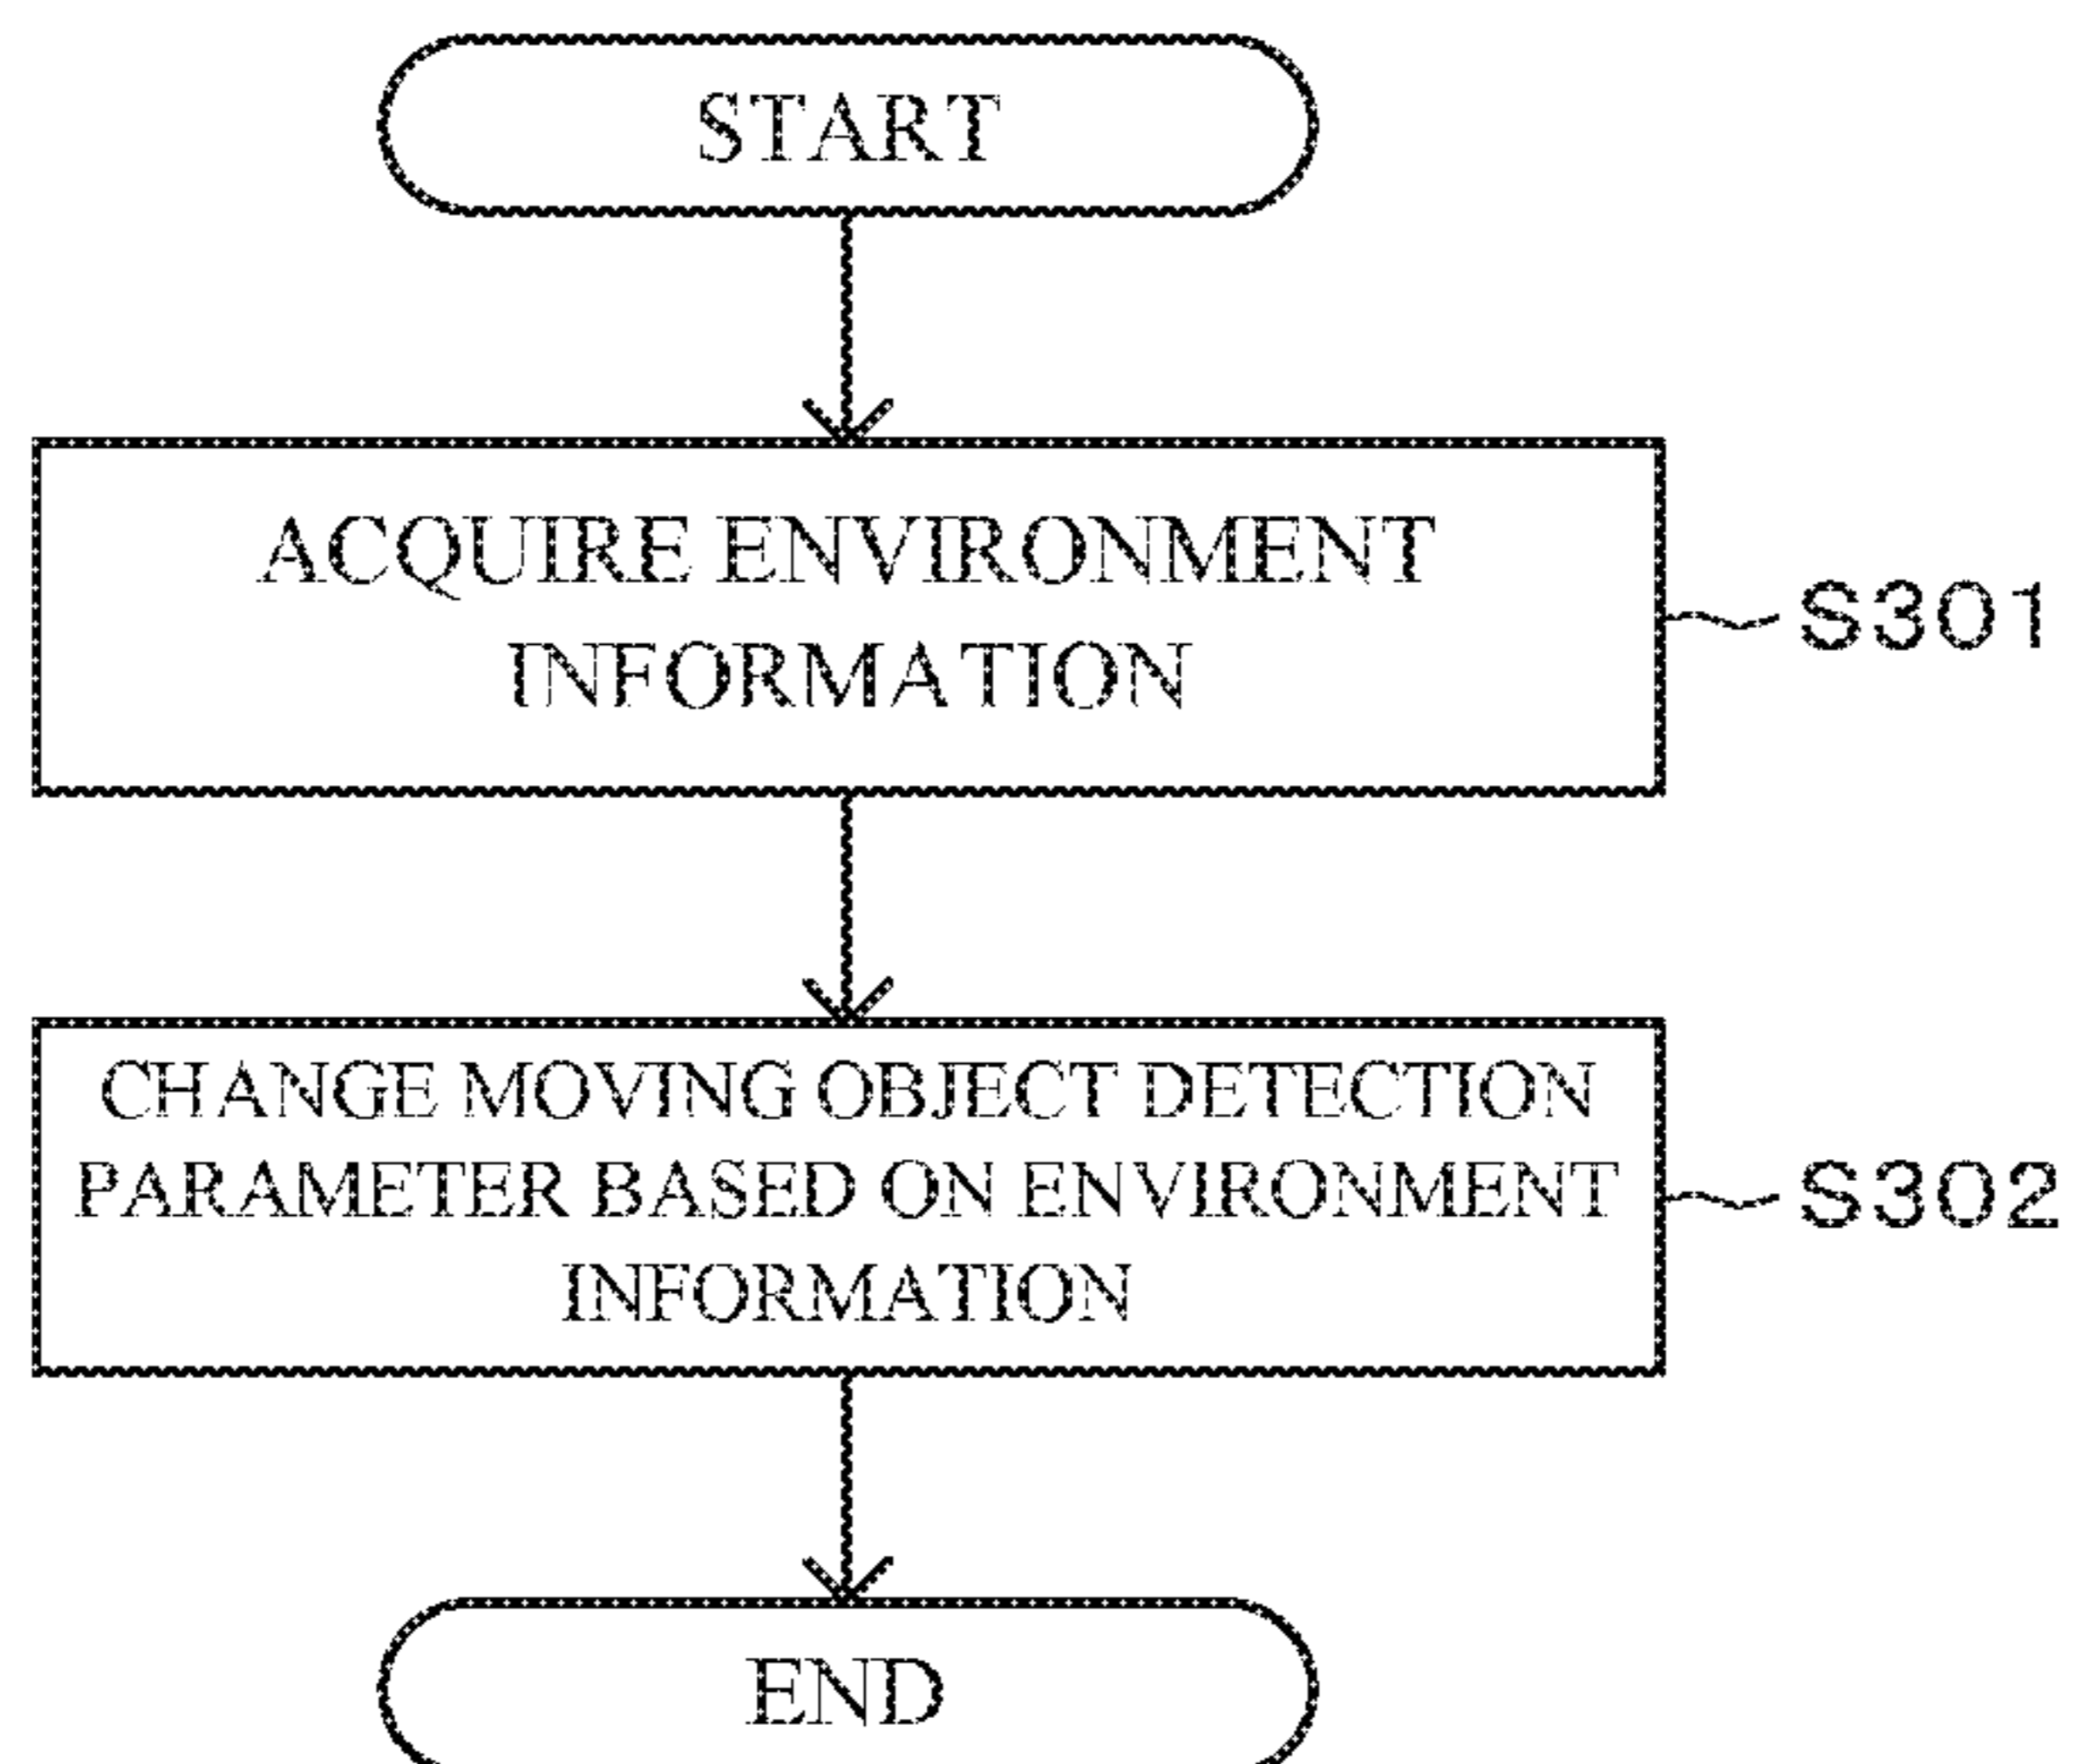 START
ACQUIRE ENVIRONMENT
INFORMATION
S301
CHANGE MOVING OBJECT DETECTION
PARAMETER BASED ON ENVIRONMENT
INFORMATION
S302
END